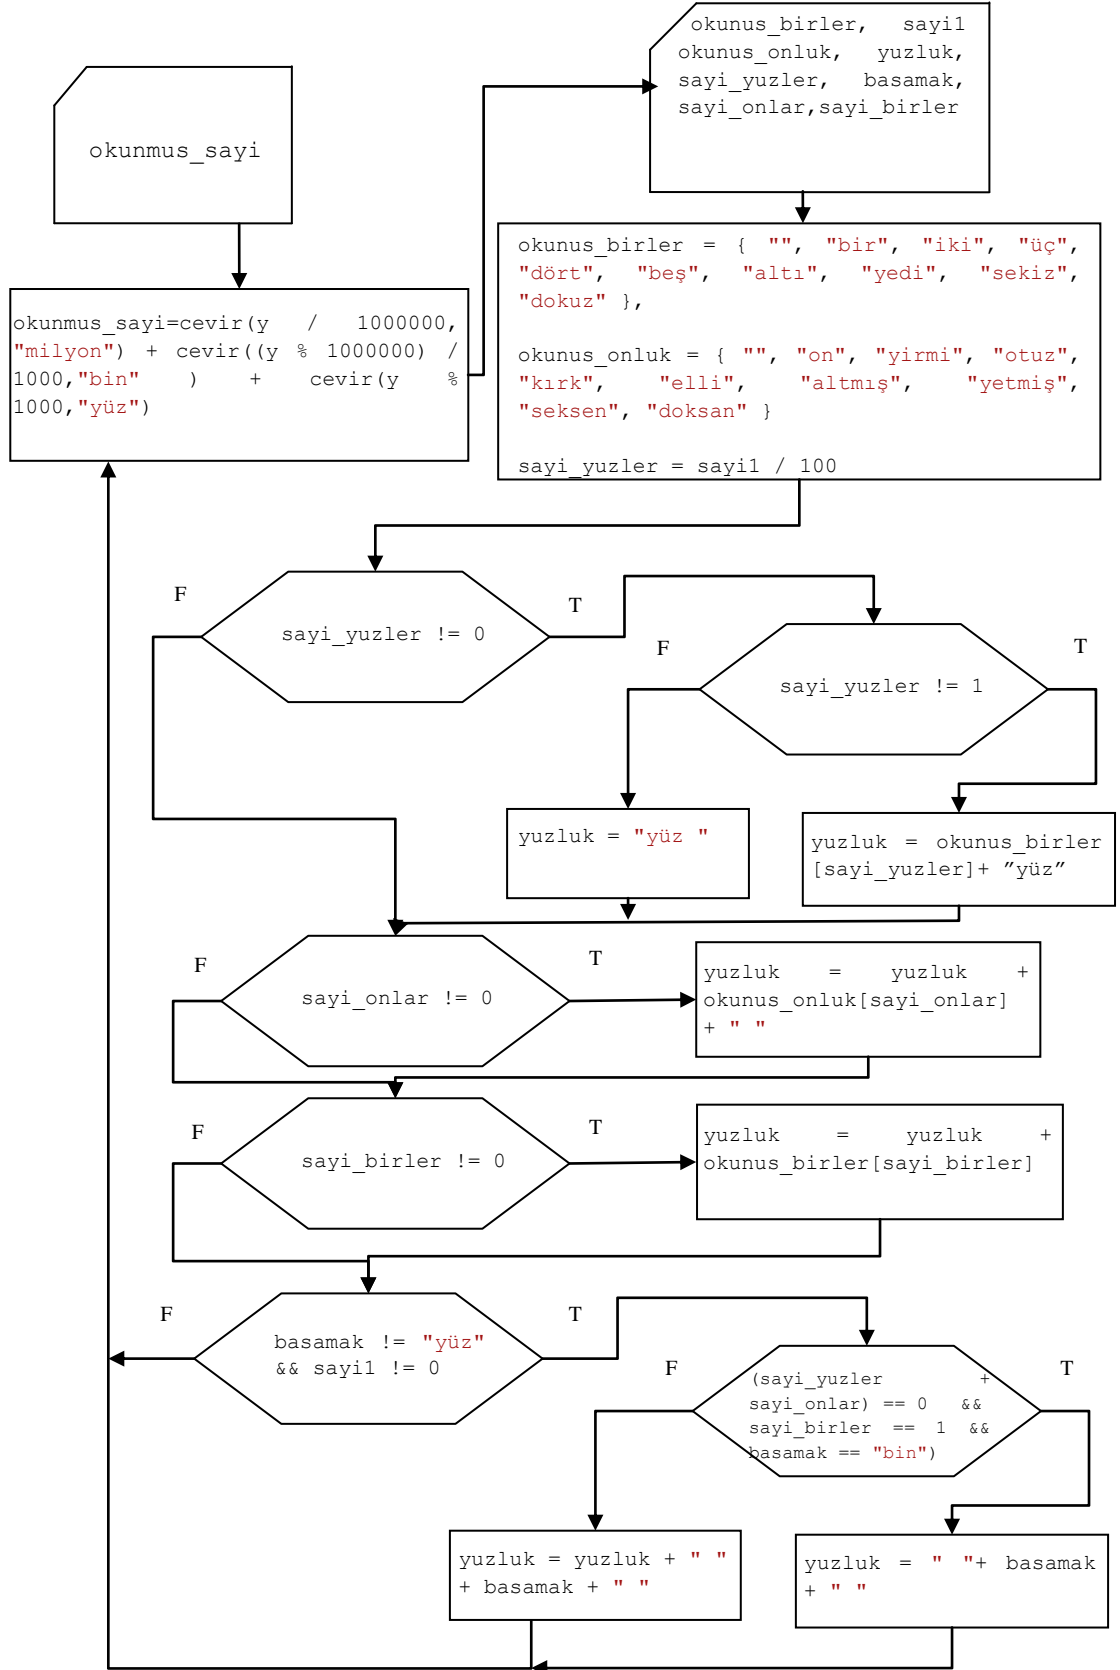 okunus_birler, sayi1
okunus_onluk, yuzluk,
sayi_yuzler, basamak,
sayi_onlar,sayi_birler
okunmus_sayi
okunus_birler = { "", "bir", "iki", "üç",
"dört", "beş", "altı", "yedi", "sekiz",
"dokuz" },
okunus_onluk = { "", "on", "yirmi", "otuz",
"kırk", "elli", "altmış", "yetmiş",
"seksen", "doksan" }
sayi_yuzler = sayi1 / 100
okunmus_sayi=cevir(y / 1000000,
"milyon") + cevir((y % 1000000) /
1000,"bin" ) + cevir(y %
1000,"yüz")
F
sayi_yuzler != 0
T
F
sayi_yuzler != 1
T
yuzluk = "yüz "
yuzluk = okunus_birler
[sayi_yuzler]+ ”yüz”
F
sayi_onlar != 0
T
yuzluk = yuzluk +
okunus_onluk[sayi_onlar]
+ " "
F
sayi_birler != 0
T
yuzluk = yuzluk +
okunus_birler[sayi_birler]
F
basamak != "yüz"
&& sayi1 != 0
T
F
(sayi_yuzler +
sayi_onlar) == 0 &&
sayi_birler == 1 &&
basamak == "bin")
T
yuzluk = yuzluk + " "
+ basamak + " "
yuzluk = " "+ basamak
+ " "